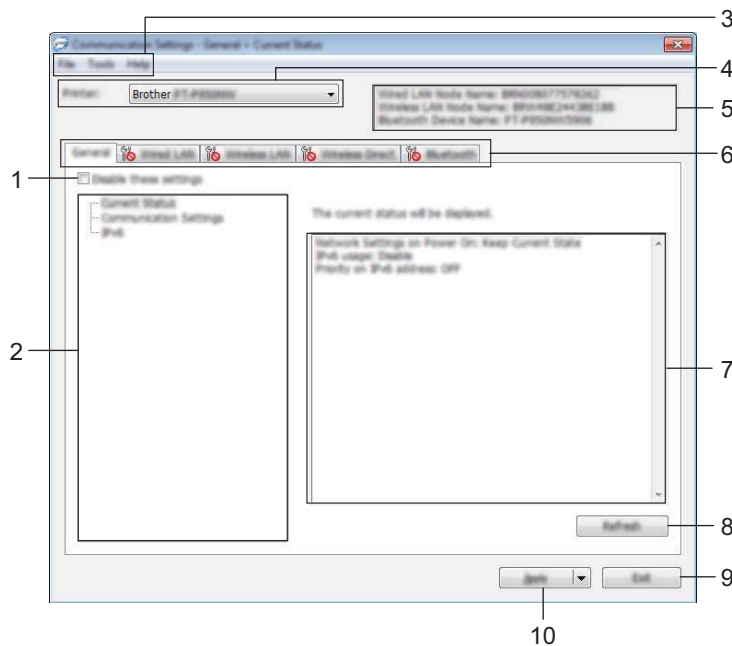 3
Communication Settings - General > Current Status
File Tools Help
4
Printer: Brother
Wired LAN Node Name:
Wireless LAN Node Name:
Bluetooth Device Name:
5
General Wired LAN Wireless LAN Wireless Direct Bluetooth
6
1
Disable these settings
Current Status
Communication Settings
IPv6
The current status will be displayed.
Network Settings on Power On: Keep Current State
IPv6 usage: Disable
Priority on IPv6 address: OFF
2
7
Refresh
8
Apply
Exit
9
10